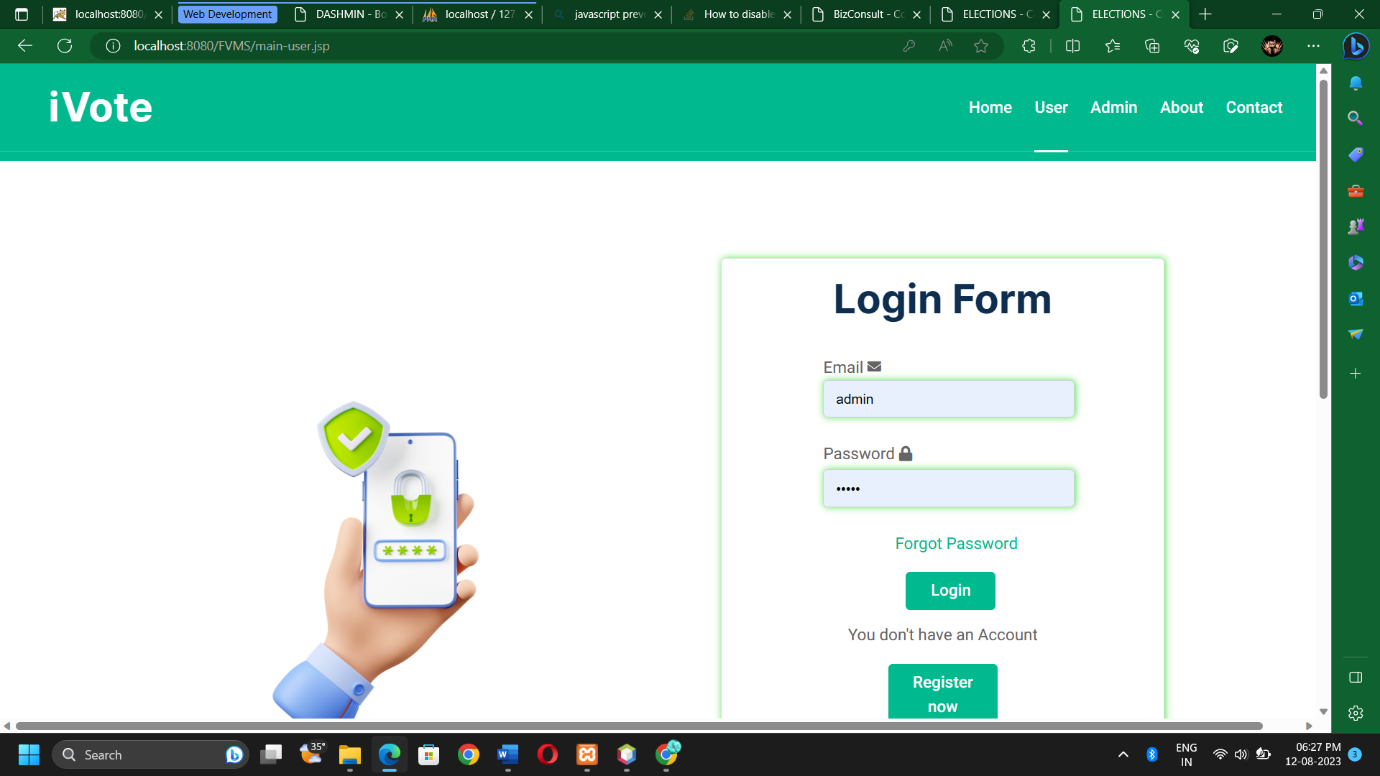 localhost:8080/
Web Development
DASHMIN - Bo
localhost / 127
javascript prev
How to disable
BizConsult - Co
ELECTIONS - C
ELECTIONS - C
localhost:8080/FVMS/main-user.jsp
iVote
Home User Admin About Contact
Login Form
Email
admin
Password
•••••
****
Forgot Password
Login
You don't have an Account
Register
now
Search
35°
ENG
IN
06:27 PM
12-08-2023
3